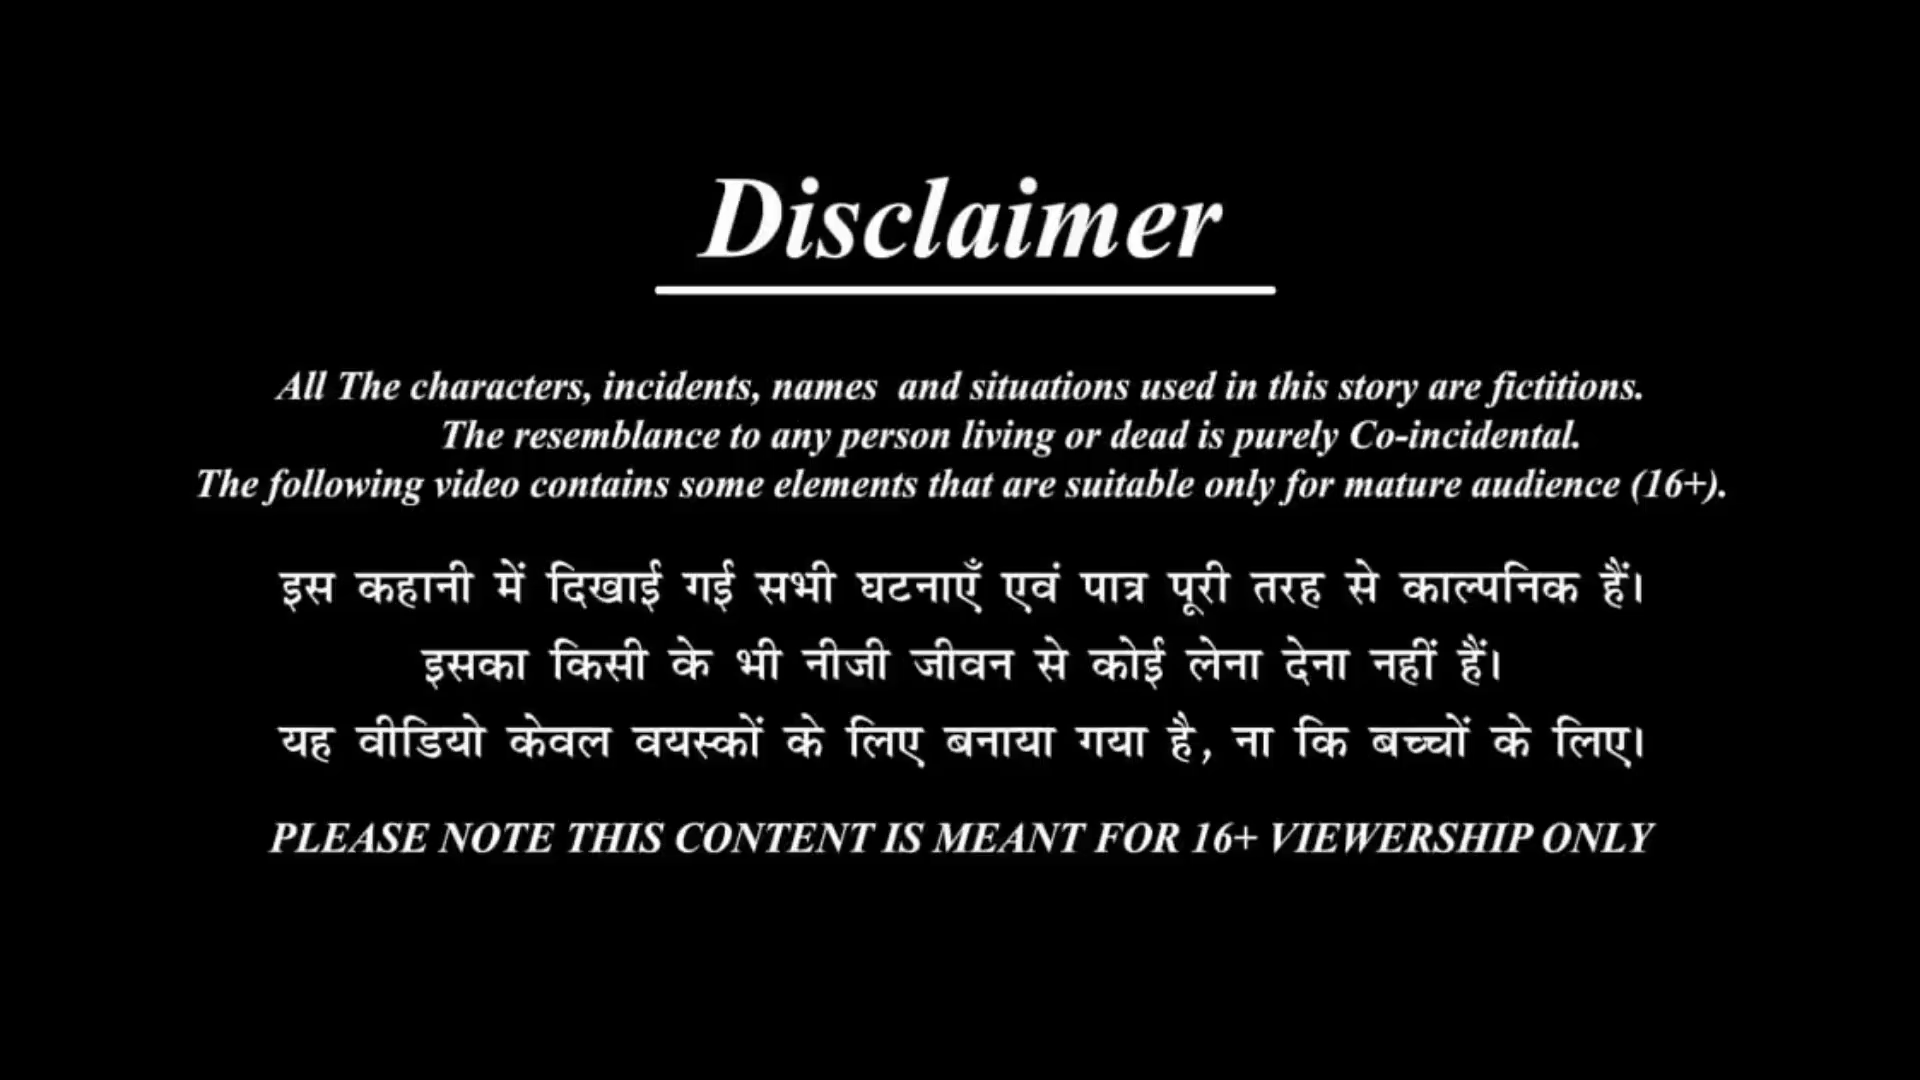 Disclaimer
All The characters, incidents, names and situations used in this story are fictitions.
The resemblance to any person living or dead is purely Co-incidental.
The following video contains some elements that are suitable only for mature audience (16+).
इस कहानी में दिखाई गई सभी घटनाएँ एवं पात्र पूरी तरह से काल्पनिक हैं।
इसका किसी के भी नीजी जीवन से कोई लेना देना नहीं हैं।
यह वीडियो केवल वयस्कों के लिए बनाया गया है, ना कि बच्चों के लिए।
PLEASE NOTE THIS CONTENT IS MEANT FOR 16+ VIEWERSHIP ONLY